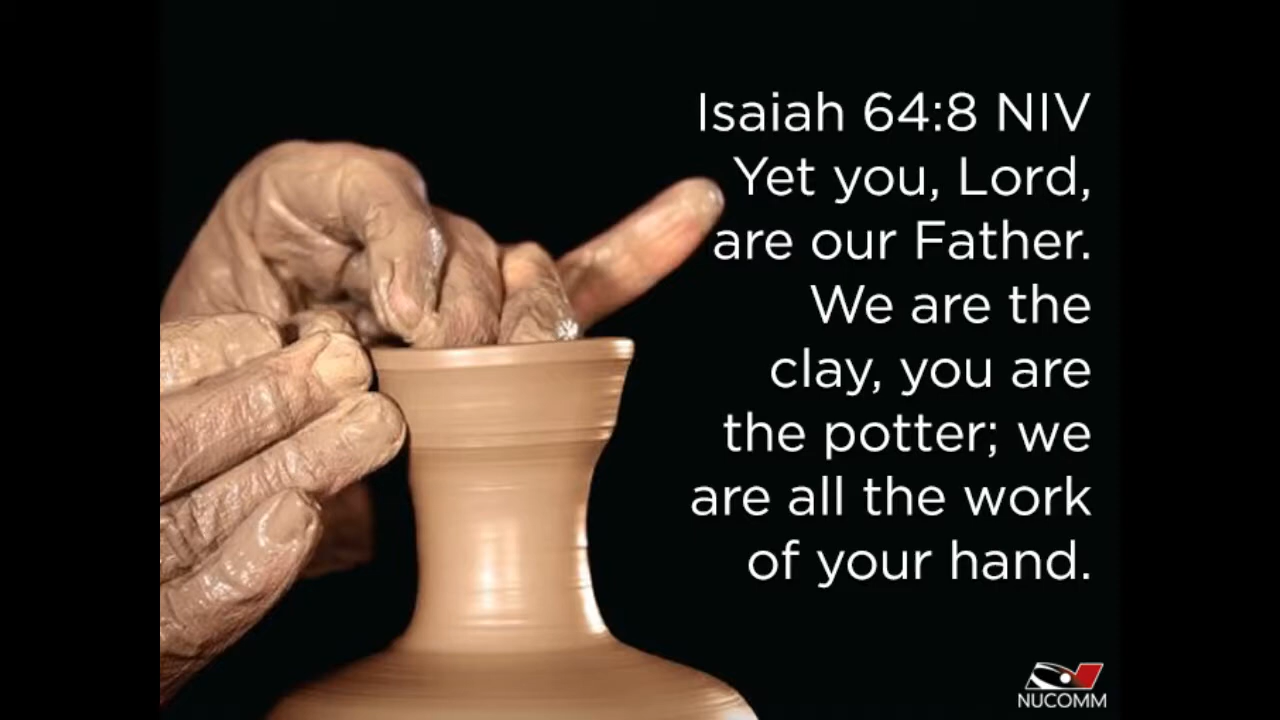 Isaiah 64:8 NIV
Yet you, Lord,
are our Father.
We are the
clay, you are
the potter; we
are all the work
of your hand.
NUCOMM